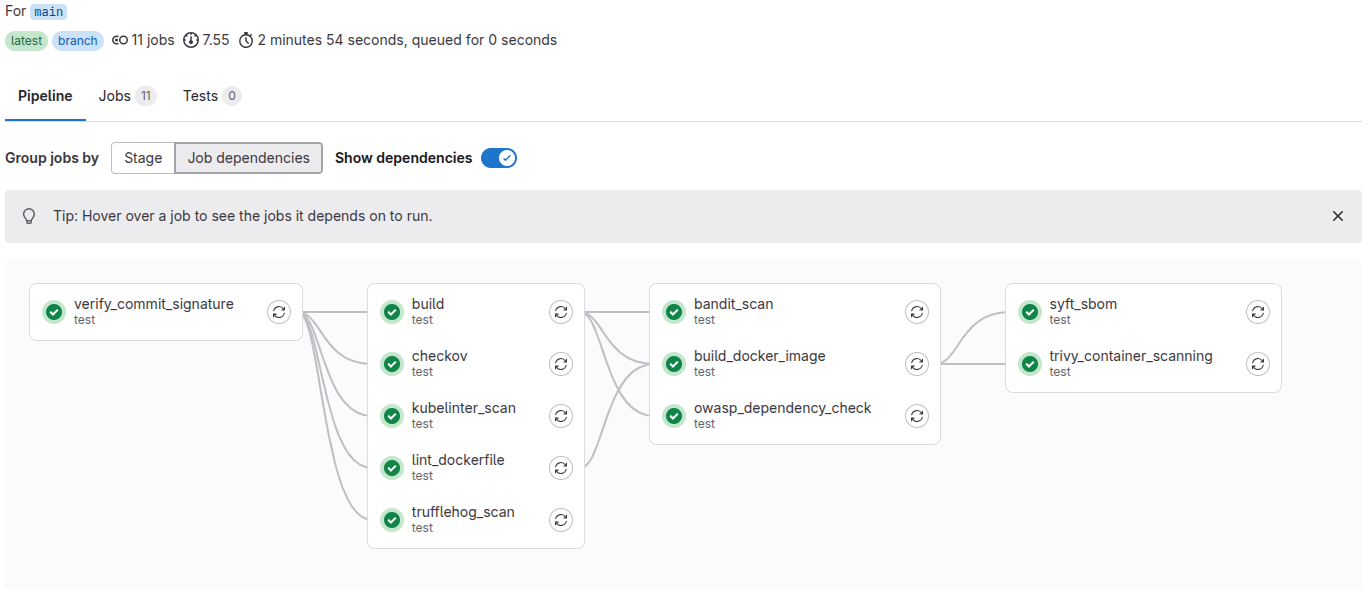 For main
latest branch 11 jobs 7.55 2 minutes 54 seconds, queued for 0 seconds
Pipeline Jobs 11 Tests 0
Group jobs by Stage Job dependencies Show dependencies
Tip: Hover over a job to see the jobs it depends on to run.
verify_commit_signature
test
build
test
checkov
test
kubelinter_scan
test
lint_dockerfile
test
trufflehog_scan
test
bandit_scan
test
build_docker_image
test
owasp_dependency_check
test
syft_sbom
test
trivy_container_scanning
test